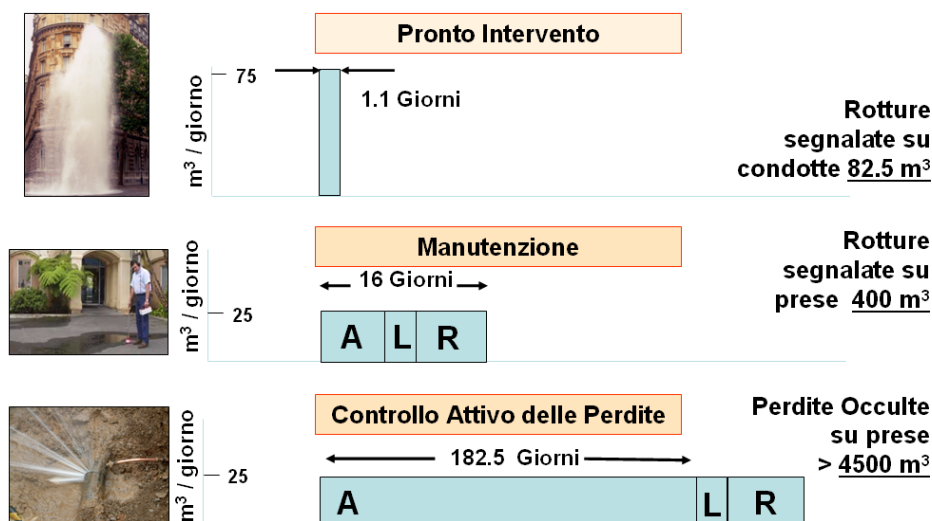 Pronto Intervento
m³ / giorno
75
1.1 Giorni
Rotture
segnalate su
condotte 82.5 m³
Manutenzione
m³ / giorno
16 Giorni
25
A L R
Rotture
segnalate su
prese 400 m³
Controllo Attivo delle Perdite
m³ / giorno
182.5 Giorni
25
A L R
Perdite Occulte
su prese
> 4500 m³